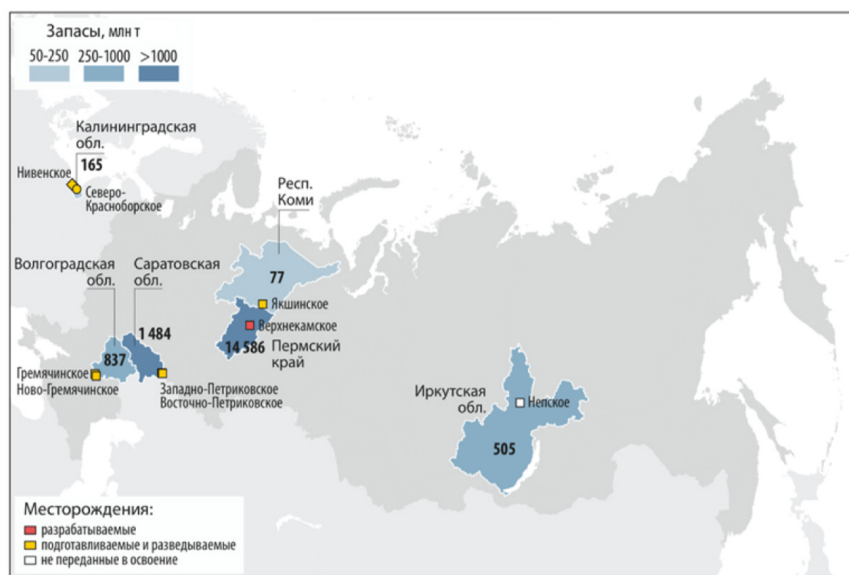 Запасы, млн т
50-250 250-1000 >1000
Калининградская
обл.
165
Нивенское
Северо-
Красноборское
Респ.
Коми
77
Якшинское
Верхнекамское
14 586
Пермский
край
Волгоградская
обл.
Саратовская
обл.
1 484
837
Гремячинское
Ново-Гремячинское
Западно-Петриковское
Восточно-Петриковское
Иркутская
обл.
Непское
505
Месторождения:
разрабатываемые
подготавливаемые и разведываемые
не переданные в освоение